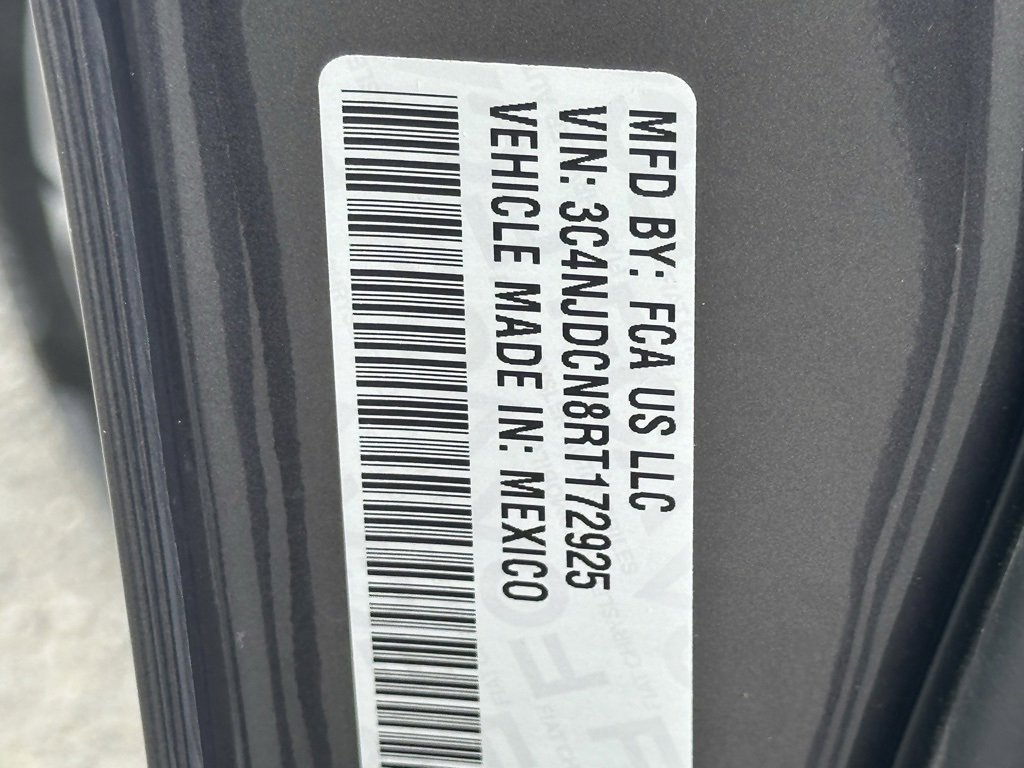 MFD BY: FCA US LLC
VIN: 3C4NJDCN8RT172925
VEHICLE MADE IN: MEXICO